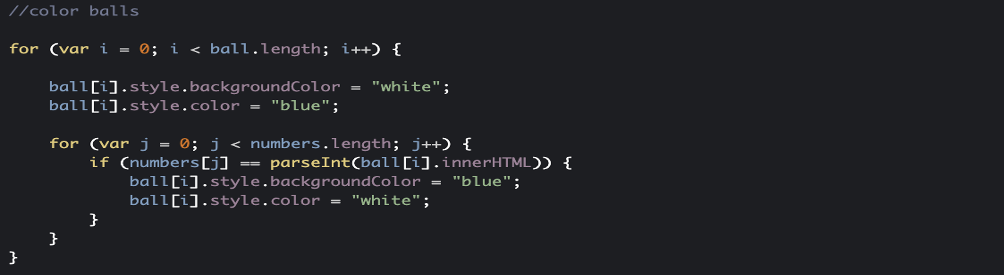 //color balls
for (var i = 0; i < ball.length; i++) {
    ball[i].style.backgroundColor = "white";
    ball[i].style.color = "blue";
    for (var j = 0; j < numbers.length; j++) {
        if (numbers[j] == parseInt(ball[i].innerHTML)) {
            ball[i].style.backgroundColor = "blue";
            ball[i].style.color = "white";
        }
    }
}